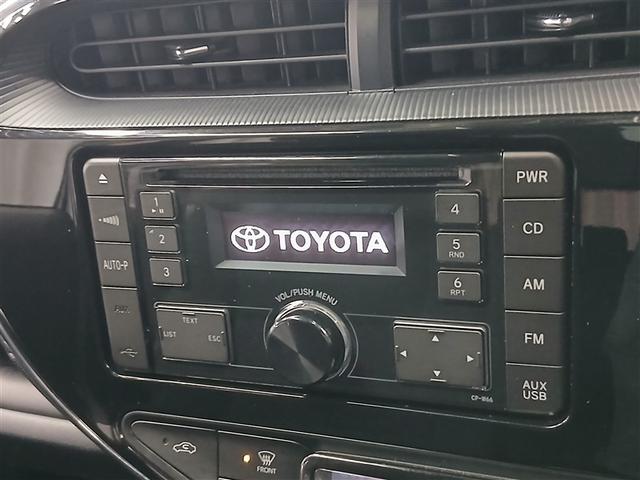 PWR
1
4
CD
2
TOYOTA
5
RND
AUTO-P
3
6
RPT
AM
VOL/PUSH MENU
AUX
TEXT
LIST
ESC
FM
AUX
USB
CP-W66
FRONT